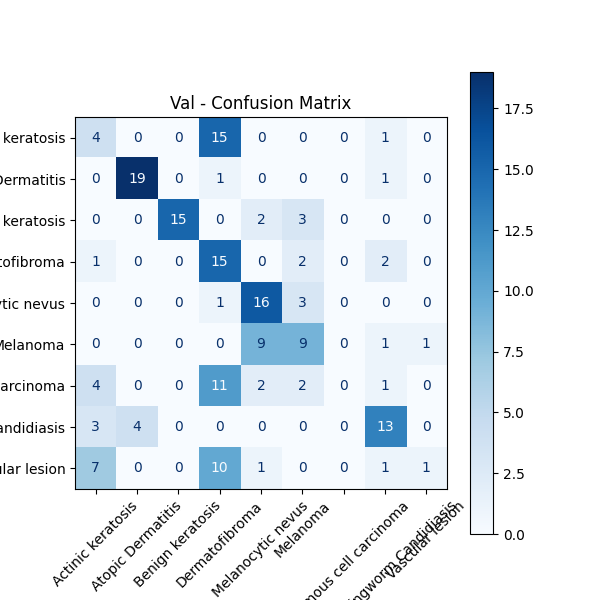 Val - Confusion Matrix
keratosis 4 0 0 15 0 0 0 1 0
Dermatitis 0 19 0 1 0 0 0 1 0
keratosis 0 0 15 0 2 3 0 0 0
tofibroma 1 0 0 15 0 2 0 2 0
ytic nevus 0 0 0 1 16 3 0 0 0
Melanoma 0 0 0 0 9 9 0 1 1
arcinoma 4 0 0 11 2 2 0 1 0
andidiasis 3 4 0 0 0 0 0 13 0
ular lesion 7 0 0 10 1 0 0 1 1
Actinic keratosis
Atopic Dermatitis
Benign keratosis
Dermatofibroma
Melanocytic nevus
Melanoma
mous cell carcinoma
ingworm Candidiasis
Vascular lesion
17.5
15.0
12.5
10.0
7.5
5.0
2.5
0.0